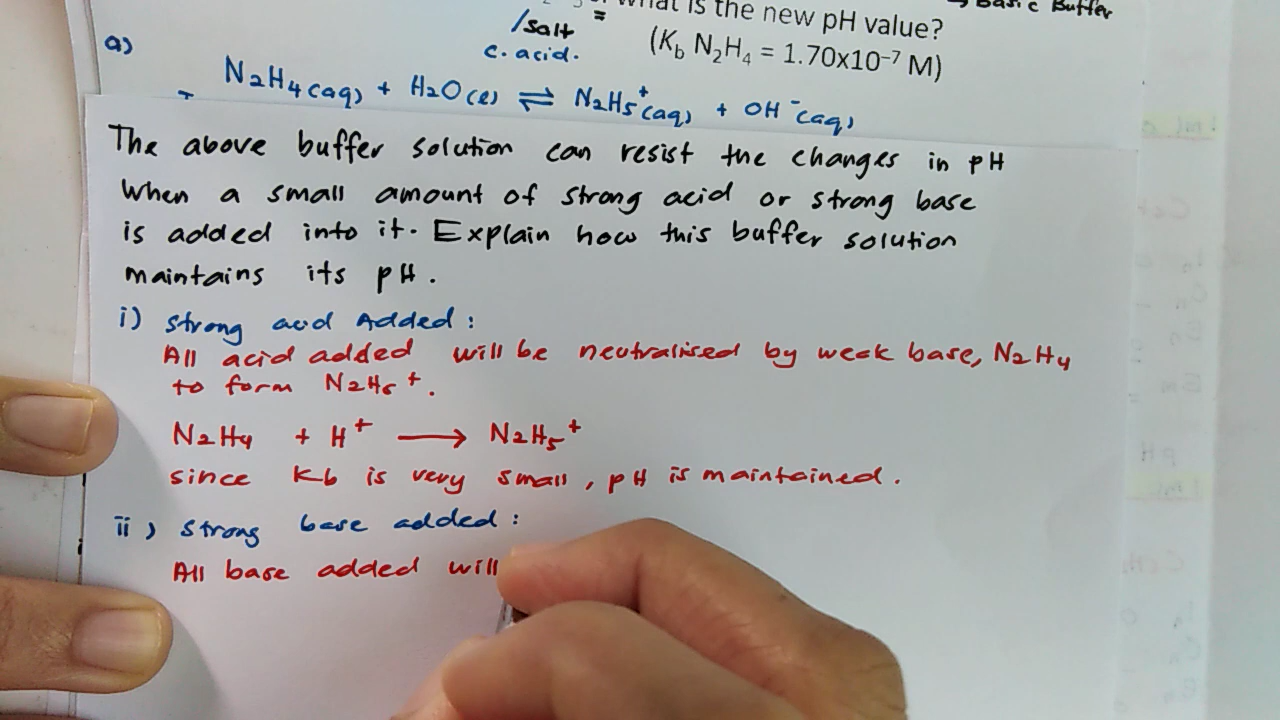 what is the new pH value?
→ Basic Buffer
/salt =
c. acid.
(Kb N₂H₄ = 1.70x10⁻⁷ M)
a)
N₂H₄(aq) + H₂O(l) ⇌ N₂H₅⁺(aq) + OH⁻(aq)
The above buffer solution can resist the changes in pH
when a small amount of strong acid or strong base
is added into it. Explain how this buffer solution
maintains its pH.
i) strong acid Added :
All acid added will be neutralised by weak base, N₂H₄
to form N₂H₅⁺.
N₂H₄ + H⁺ ⟶ N₂H₅⁺
since Kb is very small, pH is maintained.
ii) strong base added :
All base added will